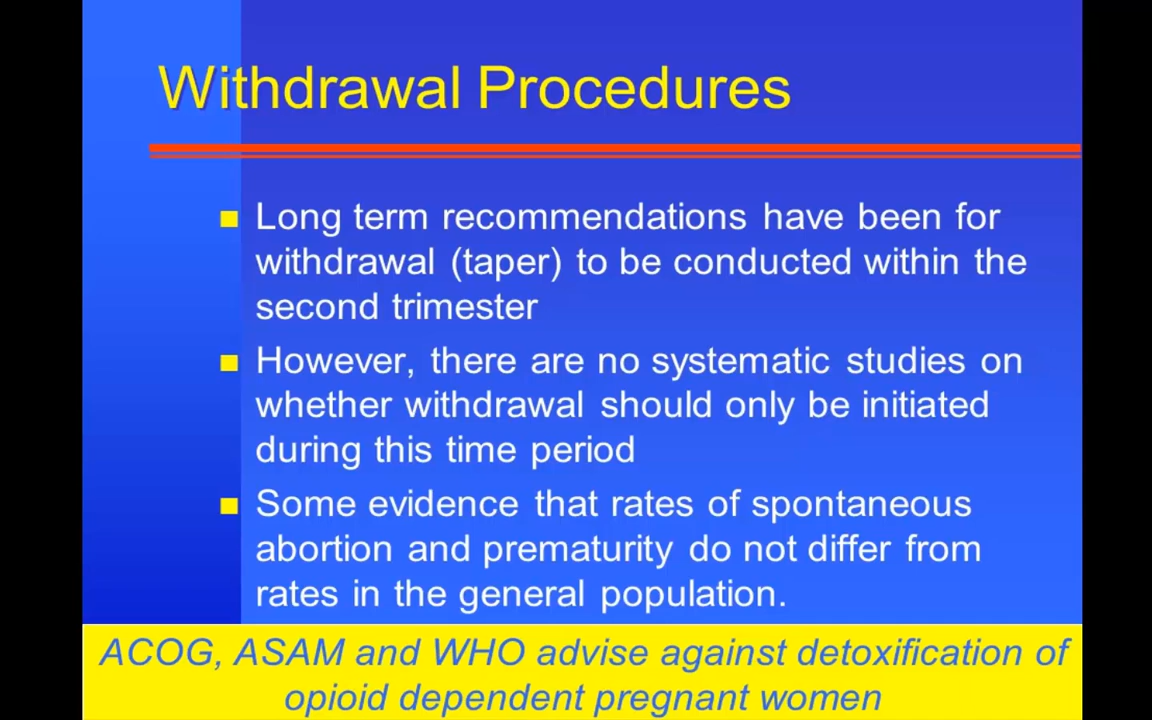 Withdrawal Procedures
Long term recommendations have been for
withdrawal (taper) to be conducted within the
second trimester
However, there are no systematic studies on
whether withdrawal should only be initiated
during this time period
Some evidence that rates of spontaneous
abortion and prematurity do not differ from
rates in the general population.
ACOG, ASAM and WHO advise against detoxification of
opioid dependent pregnant women